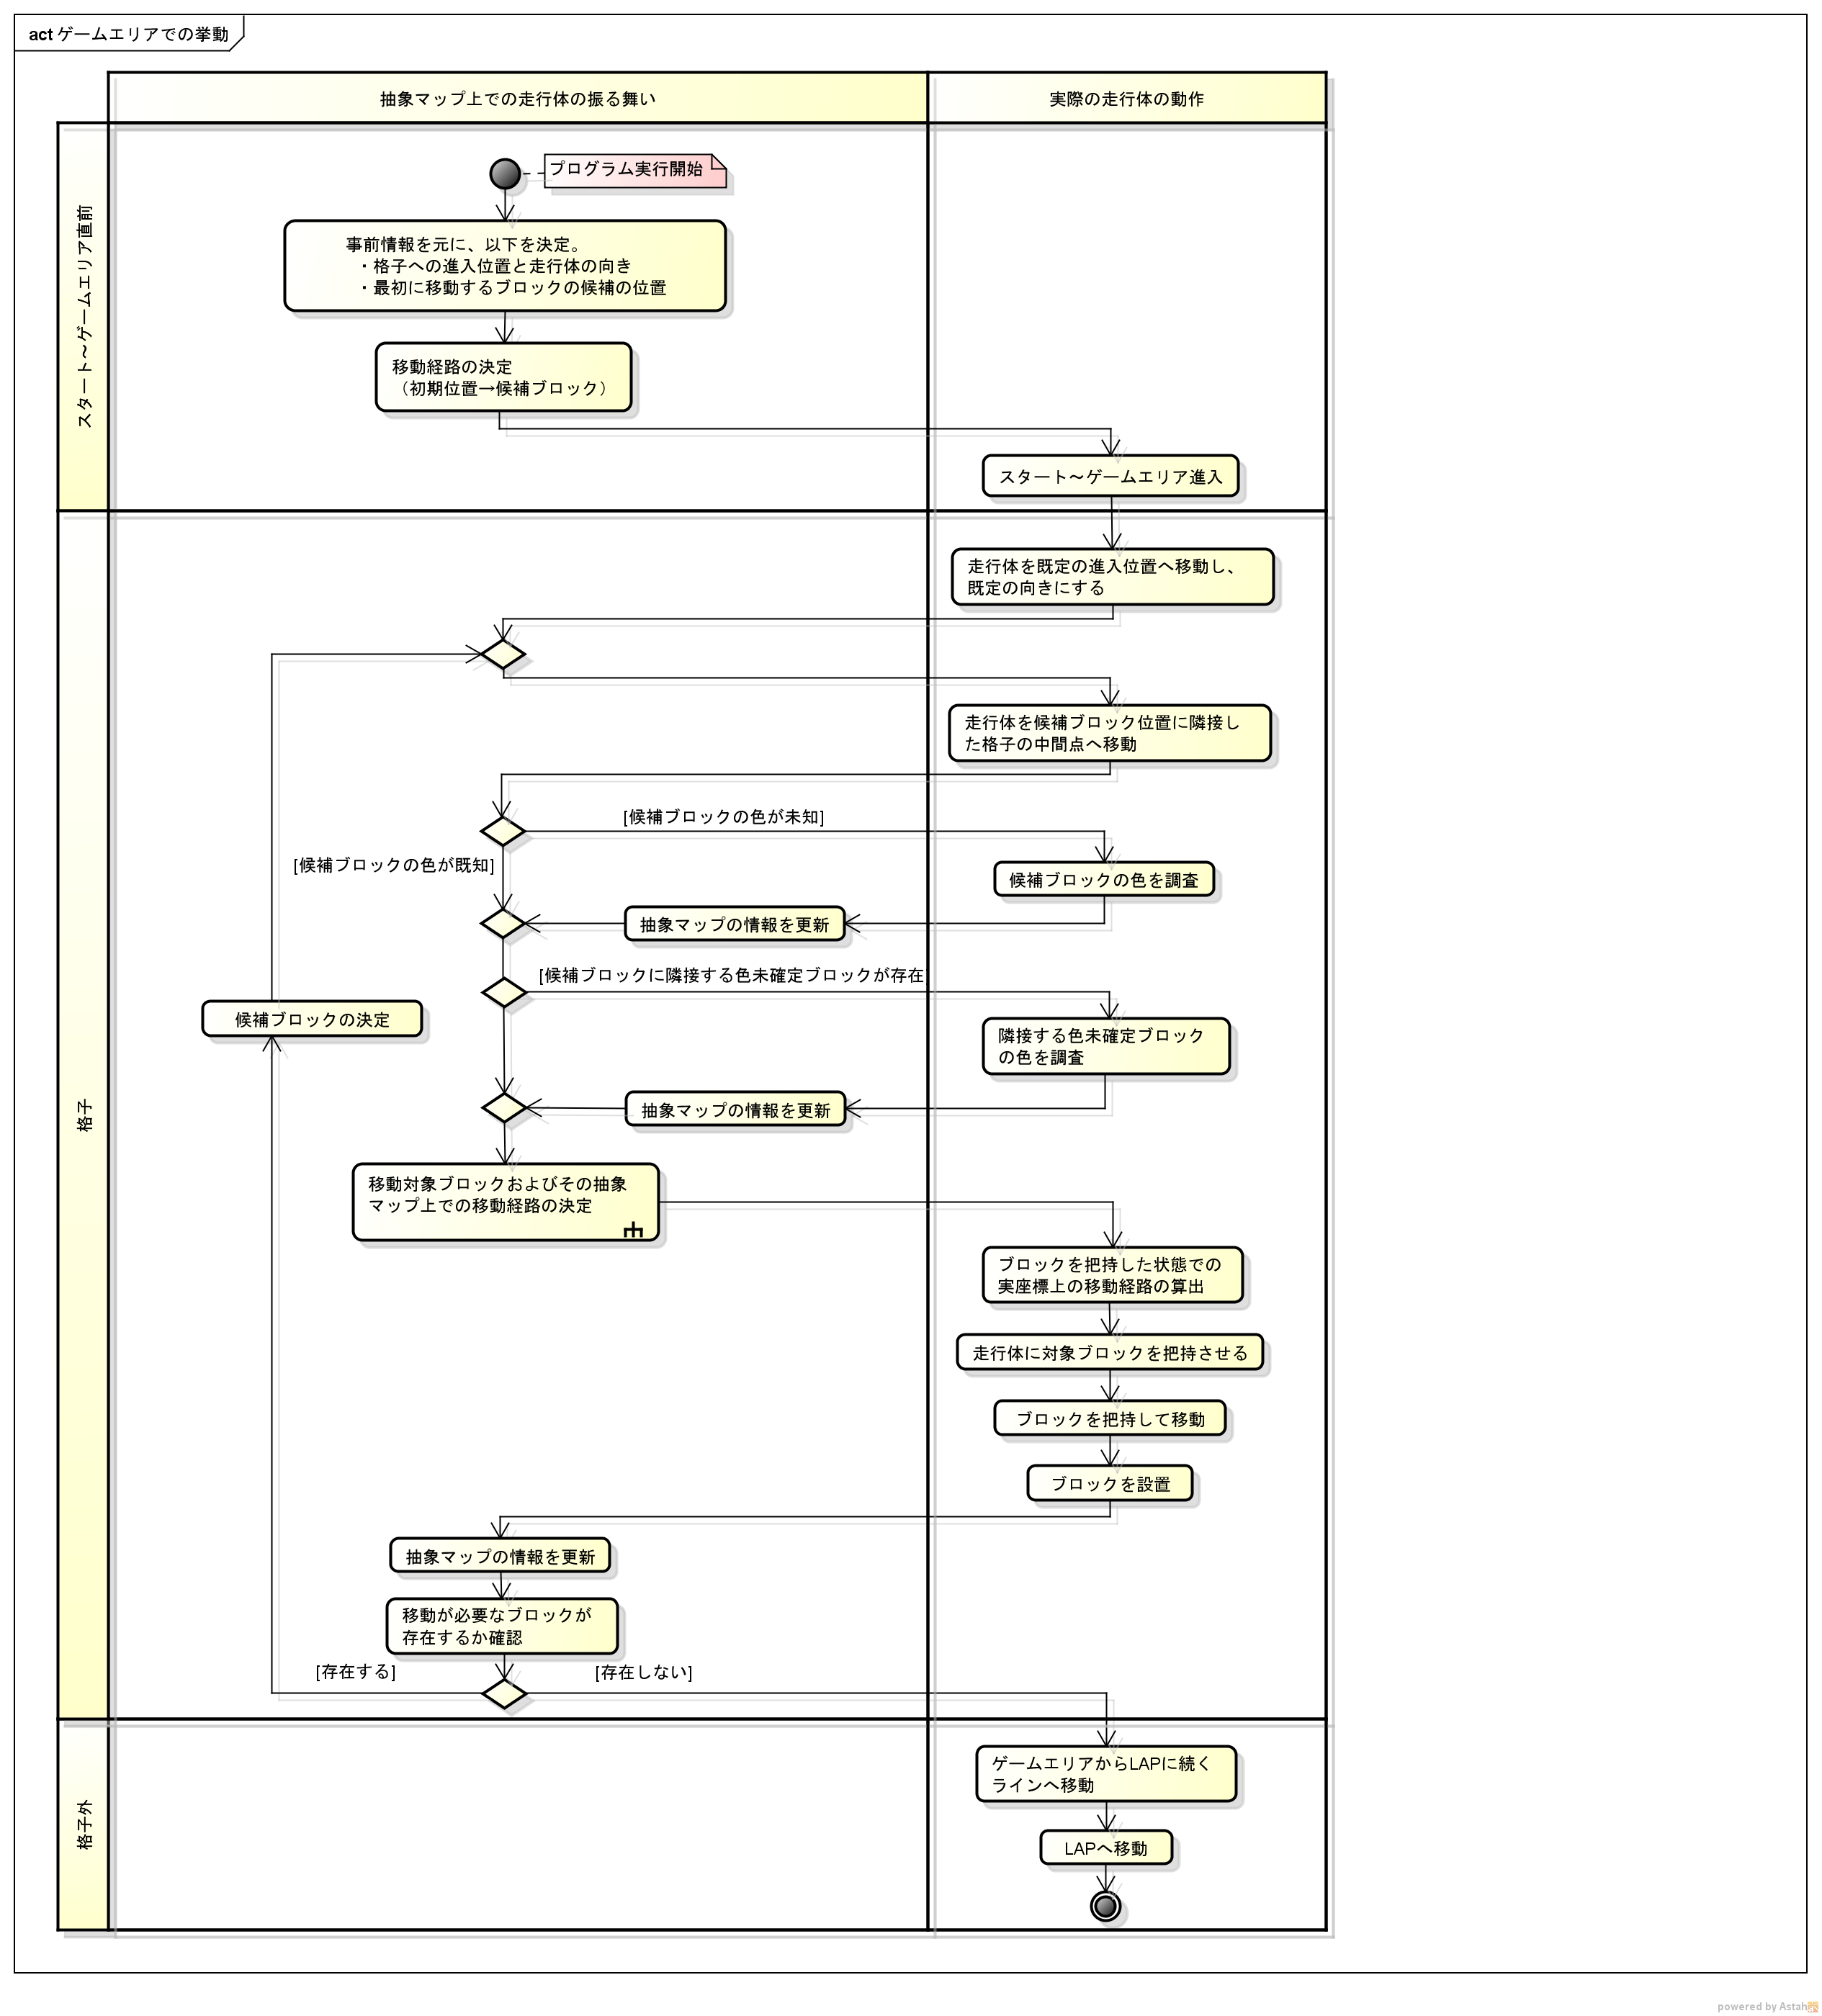 act ゲームエリアでの挙動
抽象マップ上での走行体の振る舞い
実際の走行体の動作
スタート～ゲームエリア直前
プログラム実行開始
事前情報を元に、以下を決定。
・格子への進入位置と走行体の向き
・最初に移動するブロックの候補の位置
移動経路の決定
（初期位置→候補ブロック）
スタート～ゲームエリア進入
格子
走行体を既定の進入位置へ移動し、
既定の向きにする
走行体を候補ブロック位置に隣接し
た格子の中間点へ移動
[候補ブロックの色が未知]
[候補ブロックの色が既知]
候補ブロックの色を調査
抽象マップの情報を更新
[候補ブロックに隣接する色未確定ブロックが存在]
候補ブロックの決定
隣接する色未確定ブロック
の色を調査
抽象マップの情報を更新
移動対象ブロックおよびその抽象
マップ上での移動経路の決定
ブロックを把持した状態での
実座標上の移動経路の算出
走行体に対象ブロックを把持させる
ブロックを把持して移動
ブロックを設置
抽象マップの情報を更新
移動が必要なブロックが
存在するか確認
[存在する]
[存在しない]
格子外
ゲームエリアからLAPに続く
ラインへ移動
LAPへ移動
powered by Astah